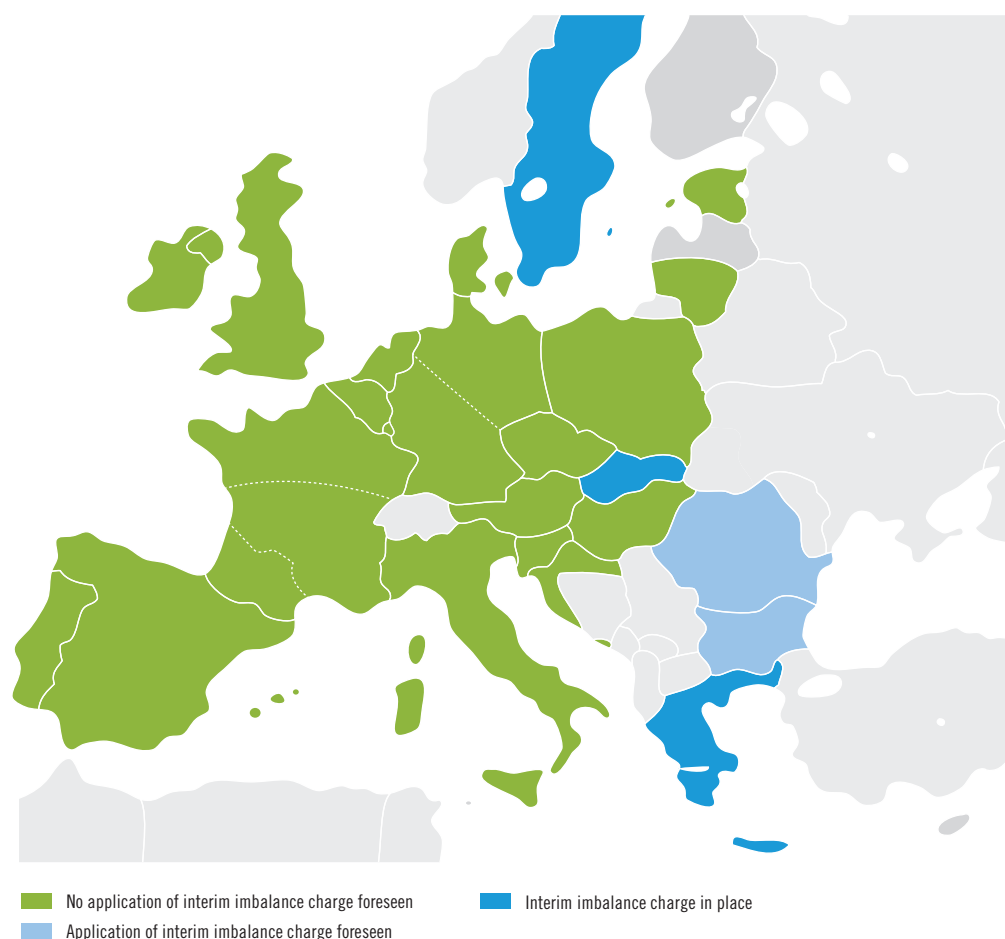 No application of interim imbalance charge foreseen
Interim imbalance charge in place
Application of interim imbalance charge foreseen